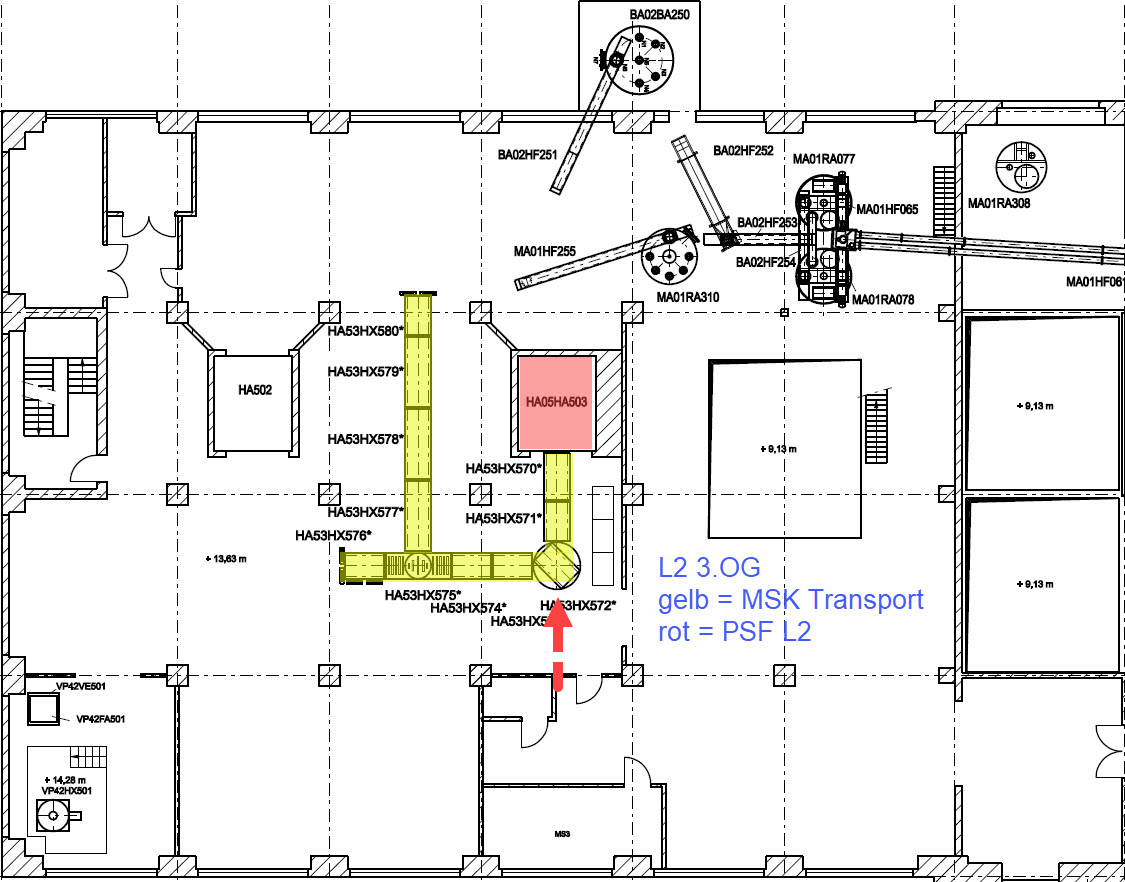 BA02BA250
BA02HF251
BA02HF252
MA01RA077
MA01RA308
MA01HF065
BA02HF253
MA01HF255
BA02HF254
MA01HF061
MA01RA310
MA01RA078
HA53HX580*
HA53HX579*
HA502
HA05HA503
+ 9,13 m
HA53HX578*
+ 9,13 m
HA53HX570*
HA53HX577*
HA53HX571*
HA53HX576*
+ 13,63 m
L2 3.OG
gelb = MSK Transport
rot = PSF L2
+ 9,13 m
HA53HX575*
HA53HX574*
HA53HX572*
VP42VE501
VP42FA501
+ 14,28 m
VP42HX501
MS3